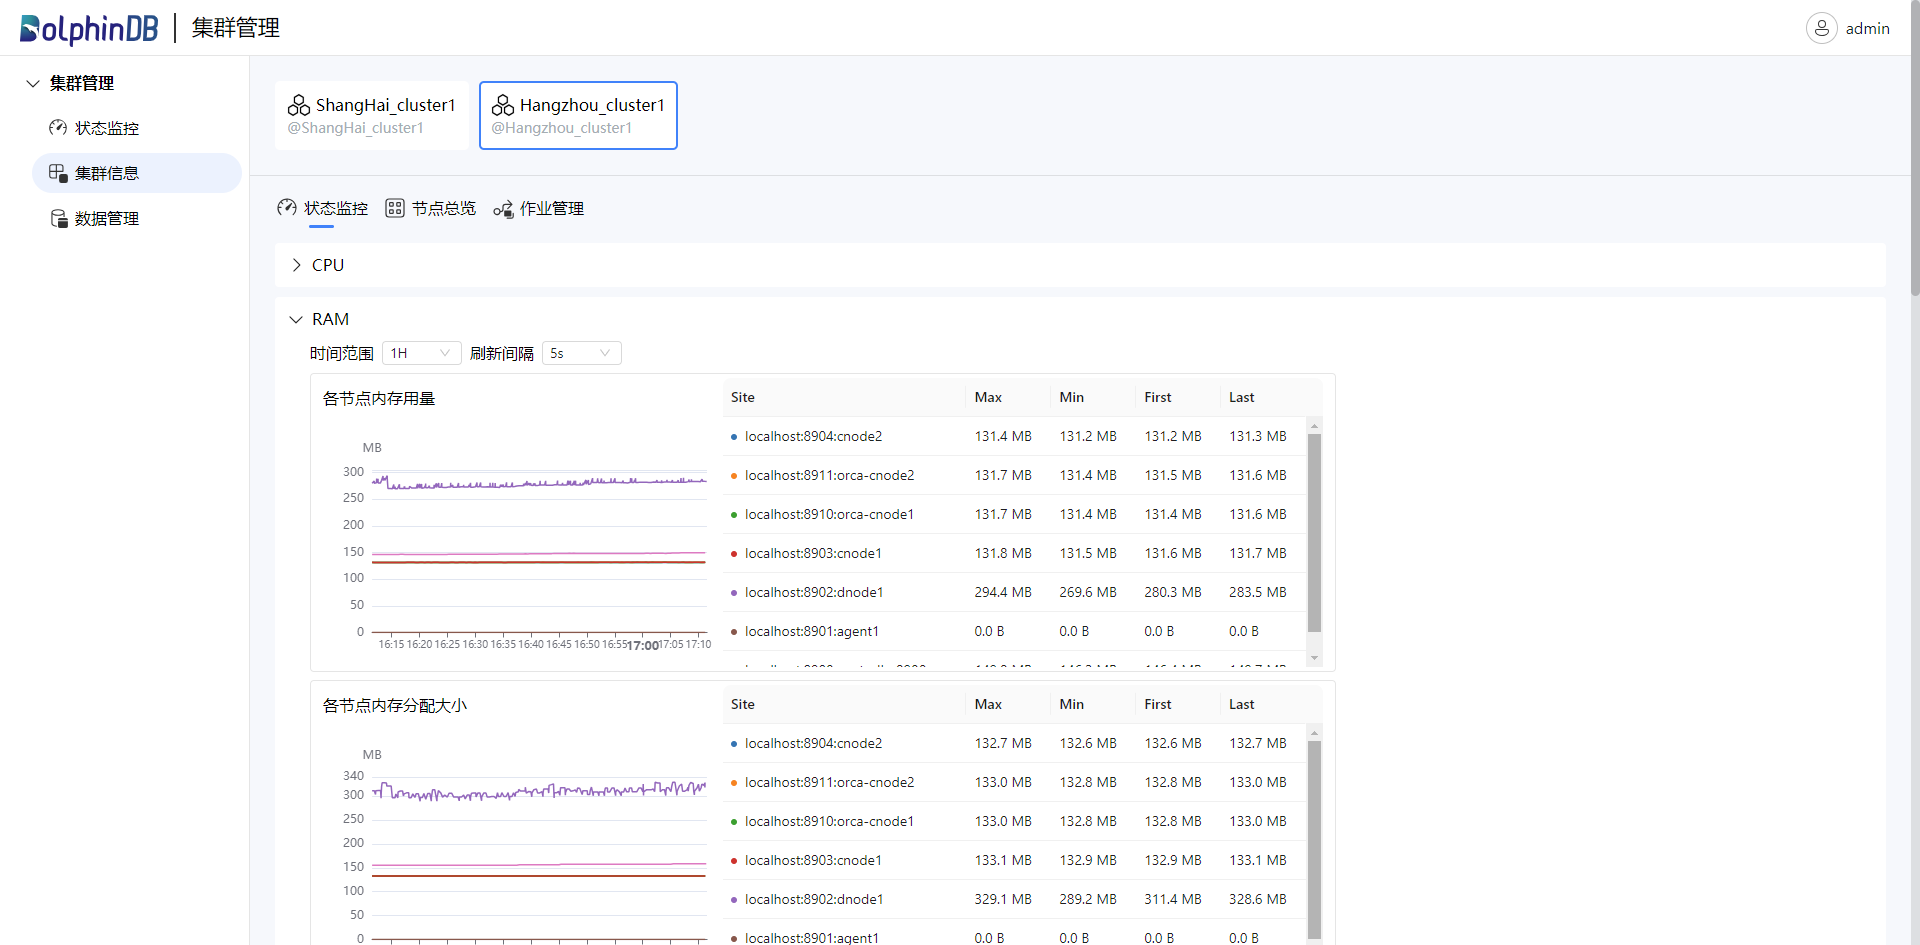 DolphinDB | 集群管理
admin
集群管理
状态监控
集群信息
数据管理
ShangHai_cluster1
@ShangHai_cluster1
Hangzhou_cluster1
@Hangzhou_cluster1
状态监控 节点总览 作业管理
CPU
RAM
时间范围 1H 刷新间隔 5s
各节点内存用量
MB
300
250
200
150
100
50
0
16:15 16:20 16:25 16:30 16:35 16:40 16:45 16:50 16:55 17:00 17:05 17:10
Site Max Min First Last
localhost:8904:cnode2 131.4 MB 131.2 MB 131.2 MB 131.3 MB
localhost:8911:orca-cnode2 131.7 MB 131.4 MB 131.5 MB 131.6 MB
localhost:8910:orca-cnode1 131.7 MB 131.4 MB 131.4 MB 131.6 MB
localhost:8903:cnode1 131.8 MB 131.5 MB 131.6 MB 131.7 MB
localhost:8902:dnode1 294.4 MB 269.6 MB 280.3 MB 283.5 MB
localhost:8901:agent1 0.0 B 0.0 B 0.0 B 0.0 B
各节点内存分配大小
MB
340
300
250
200
150
100
50
0
Site Max Min First Last
localhost:8904:cnode2 132.7 MB 132.6 MB 132.6 MB 132.7 MB
localhost:8911:orca-cnode2 133.0 MB 132.8 MB 132.8 MB 133.0 MB
localhost:8910:orca-cnode1 133.0 MB 132.8 MB 132.8 MB 133.0 MB
localhost:8903:cnode1 133.1 MB 132.9 MB 132.9 MB 133.1 MB
localhost:8902:dnode1 329.1 MB 289.2 MB 311.4 MB 328.6 MB
localhost:8901:agent1 0.0 B 0.0 B 0.0 B 0.0 B